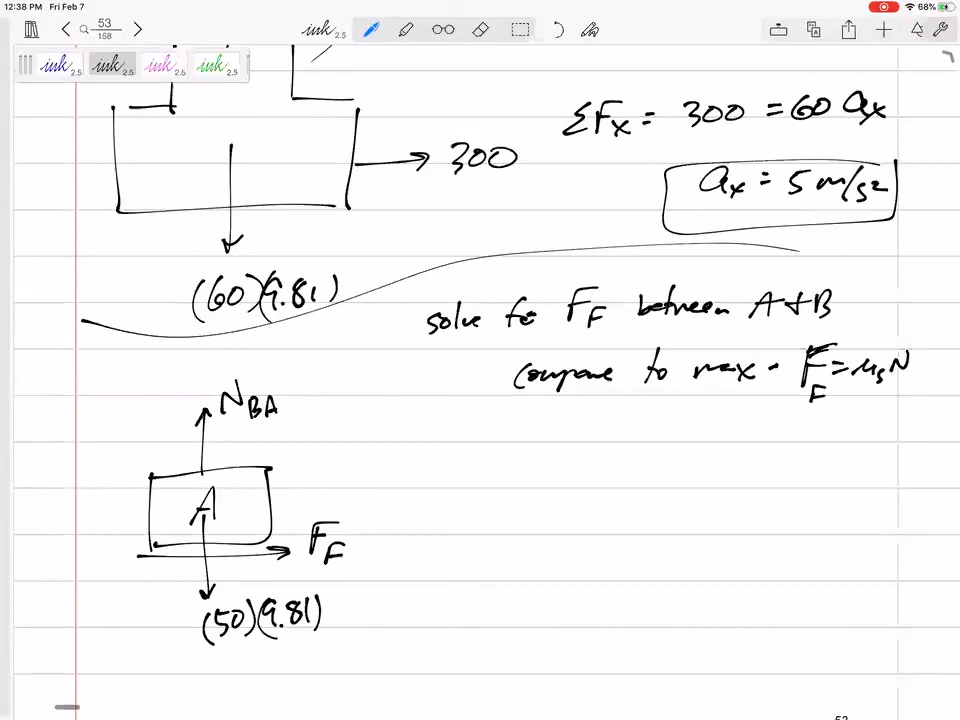 12:38 PM Fri Feb 7
68%
53
158
ink 2.5
ink 2.5 ink 2.5 ink 2.5 ink 2.5
ΣFx = 300 = 60 ax
300
ax = 5 m/s2
(60)(9.81)
solve for FF between A + B
compare to max. FF = μsN
NBA
A
FF
(50)(9.81)
53